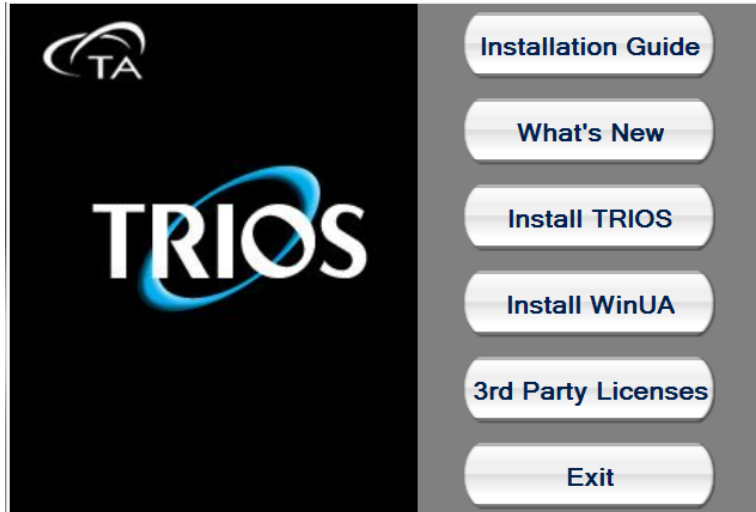 TA
TRIOS
Installation Guide
What's New
Install TRIOS
Install WinUA
3rd Party Licenses
Exit